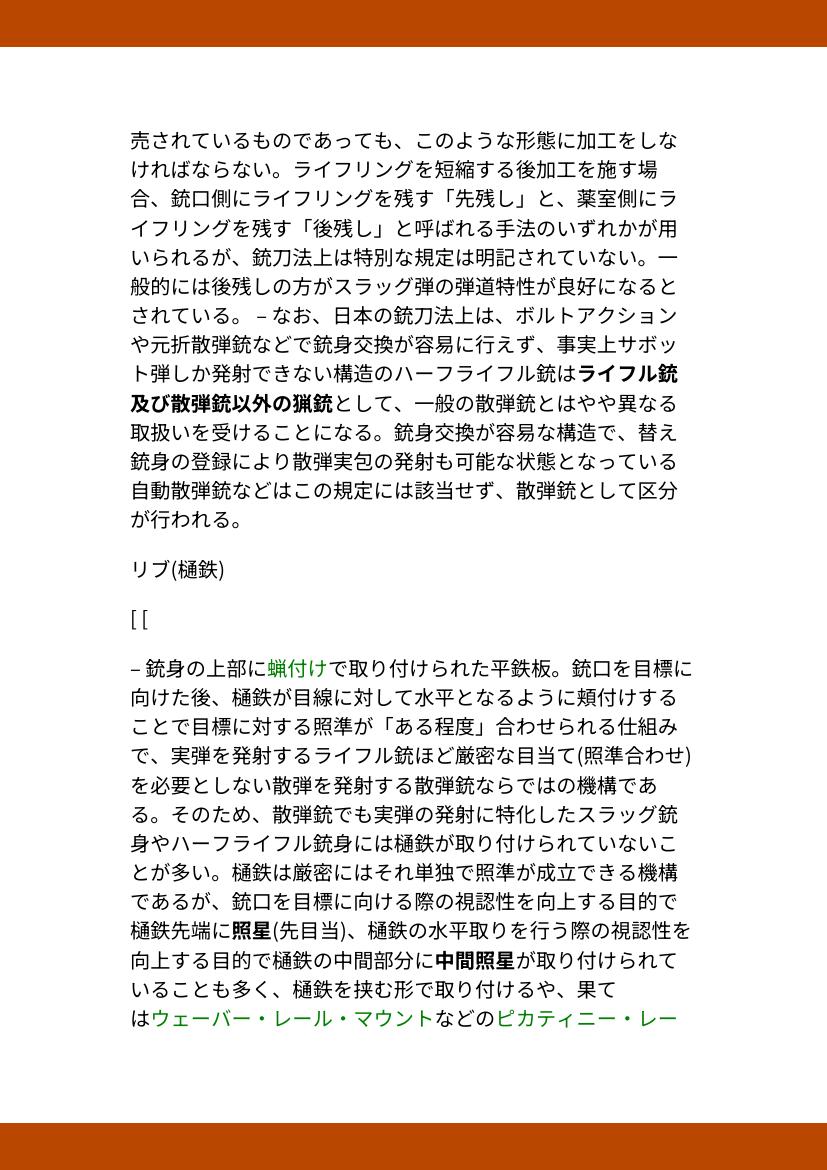 売されているものであっても、このような形態に加工をしな
ければならない。ライフリングを短縮する後加工を施す場
合、銃口側にライフリングを残す「先残し」と、薬室側にラ
イフリングを残す「後残し」と呼ばれる手法のいずれかが用
いられるが、銃刀法上は特別な規定は明記されていない。一
般的には後残しの方がスラッグ弾の弾道特性が良好になると
されている。 – なお、日本の銃刀法上は、ボルトアクション
や元折散弾銃などで銃身交換が容易に行えず、事実上サボッ
ト弾しか発射できない構造のハーフライフル銃はライフル銃
及び散弾銃以外の猟銃として、一般の散弾銃とはやや異なる
取扱いを受けることになる。銃身交換が容易な構造で、替え
銃身の登録により散弾実包の発射も可能な状態となっている
自動散弾銃などはこの規定には該当せず、散弾銃として区分
が行われる。
リブ(樋鉄)
[ [
– 銃身の上部に蝋付けで取り付けられた平鉄板。銃口を目標に
向けた後、樋鉄が目線に対して水平となるように頬付けする
ことで目標に対する照準が「ある程度」合わせられる仕組み
で、実弾を発射するライフル銃ほど厳密な目当て(照準合わせ)
を必要としない散弾を発射する散弾銃ならではの機構であ
る。そのため、散弾銃でも実弾の発射に特化したスラッグ銃
身やハーフライフル銃身には樋鉄が取り付けられていないこ
とが多い。樋鉄は厳密にはそれ単独で照準が成立できる機構
であるが、銃口を目標に向ける際の視認性を向上する目的で
樋鉄先端に照星(先目当)、樋鉄の水平取りを行う際の視認性を
向上する目的で樋鉄の中間部分に中間照星が取り付けられて
いることも多く、樋鉄を挟む形で取り付けるや、果て
はウェーバー・レール・マウントなどのピカティニー・レー